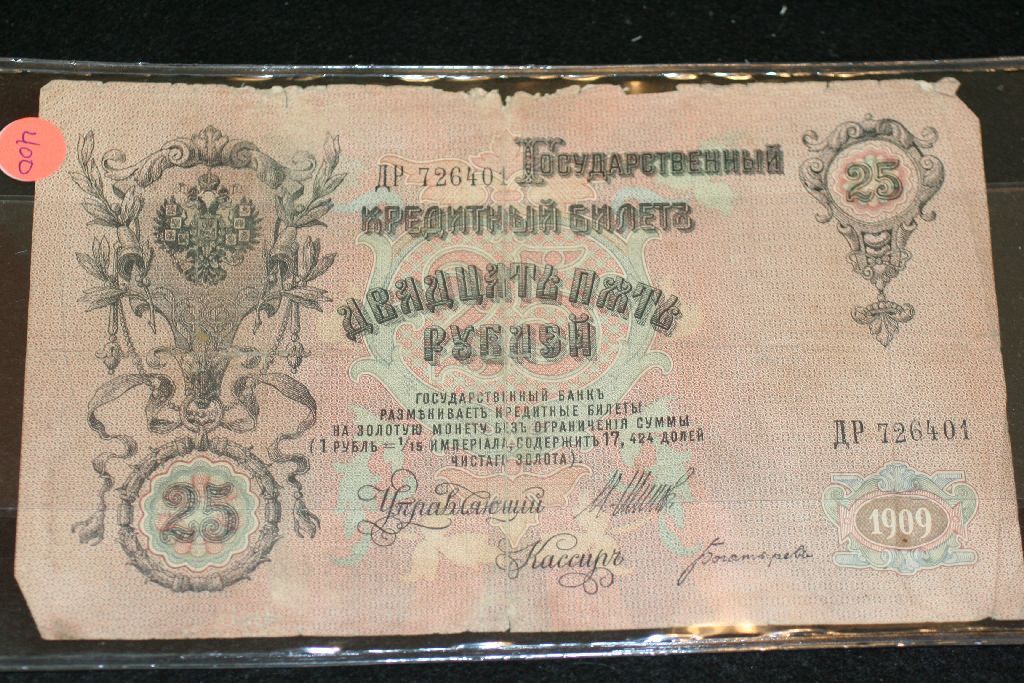 400
ДР 726401 Государственный
25
Кредитный Билетъ
Двадцать пять
рублей
ГОСУДАРСТВЕННЫЙ БАНКЪ
РАЗМѢНИВАЕТЪ КРЕДИТНЫЕ БИЛЕТЫ
НА ЗОЛОТУЮ МОНЕТУ БЕЗЪ ОГРАНИЧЕНІЯ СУММЫ
(1 РУБЛЬ = 1/15 ИМПЕРІАЛА, СОДЕРЖИТЪ 17,424 ДОЛЕЙ
ЧИСТАГО ЗОЛОТА).
ДР 726401
25
Управляющій
И.Шиповъ
1909
Кассиръ
Богатыревъ